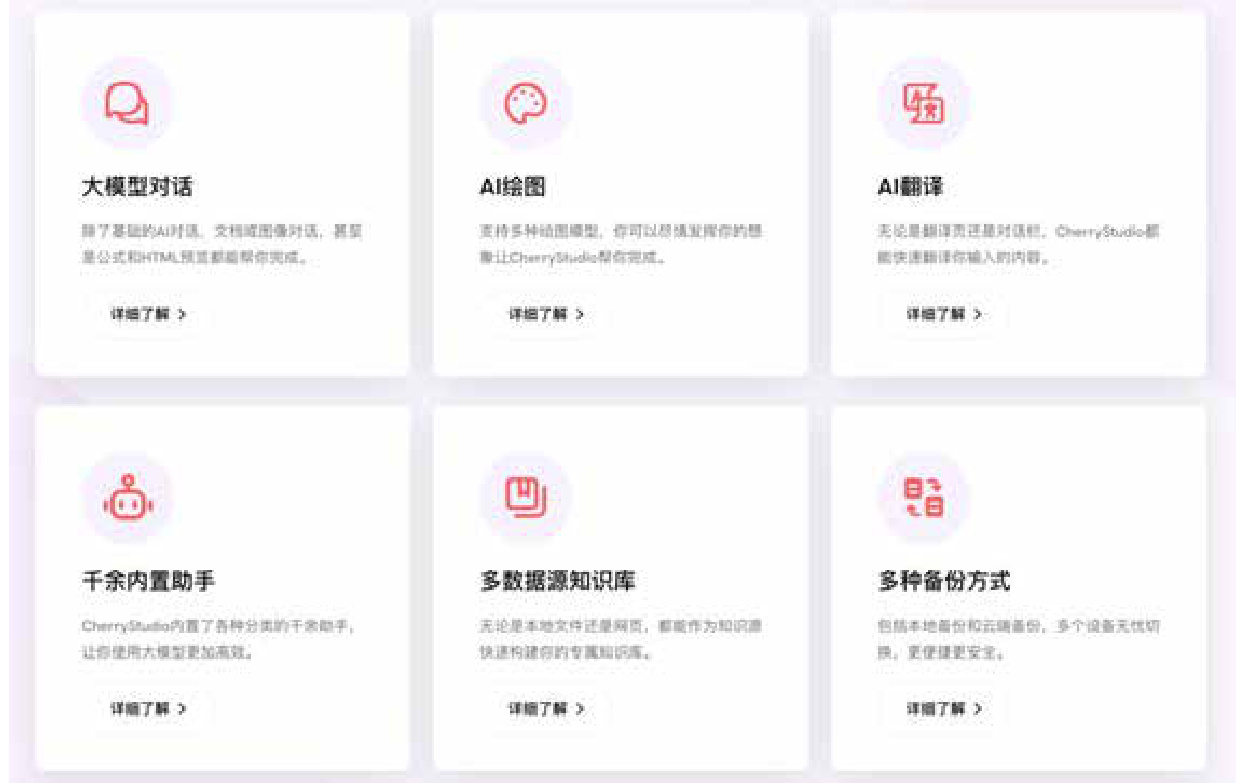 大模型对话
除了基础的AI对话，文档或图像对话，甚至
是公式和HTML预览都能帮你完成。
详细了解 >
AI绘图
支持多种绘图模型，你可以尽情发挥你的想
象让CherryStudio帮你完成。
详细了解 >
AI翻译
无论是翻译页还是对话栏，CherryStudio都
能快速翻译你输入的内容。
详细了解 >
千余内置助手
CherryStudio内置了各种分类的千余助手，
让你使用大模型更加高效。
详细了解 >
多数据源知识库
无论是本地文件还是网页，都能作为知识源
快速构建你的专属知识库。
详细了解 >
多种备份方式
包括本地备份和云端备份，多个设备无忧切
换，更便捷更安全。
详细了解 >